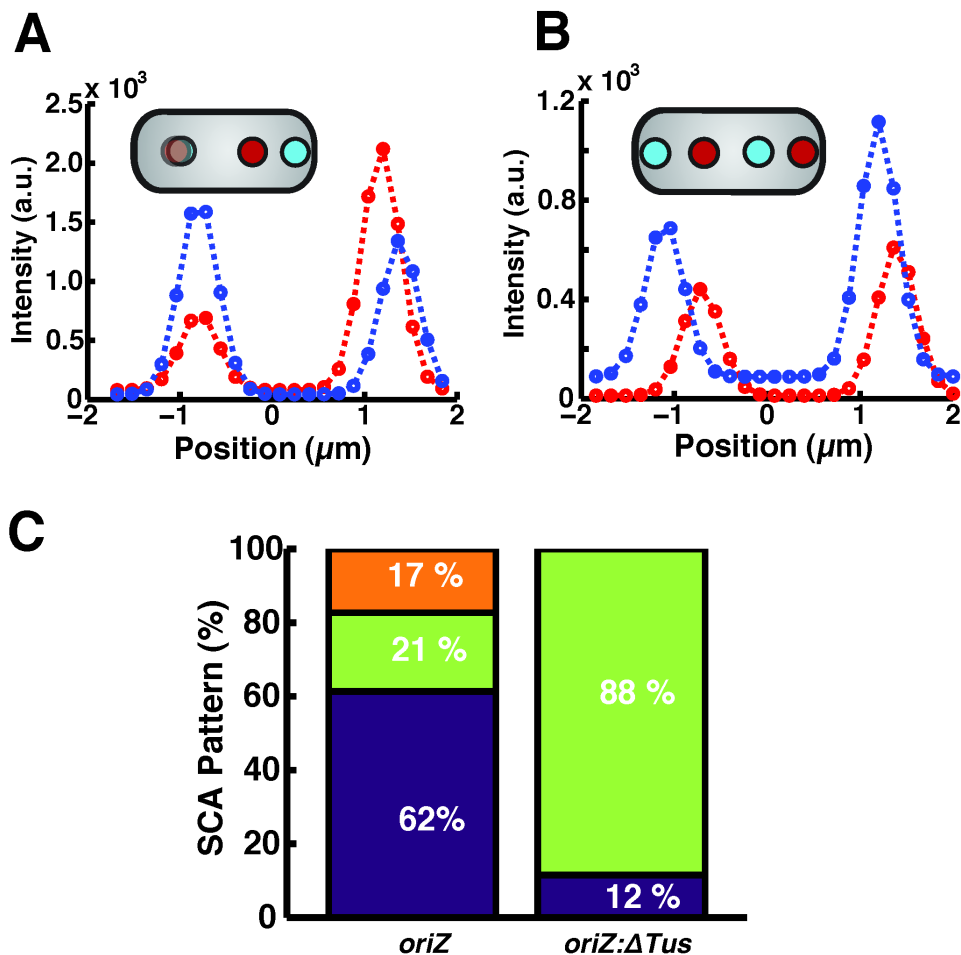 A
x 10³
2.5
2.0
1.5
1.0
0.5
0
−2 −1 0 1 2
Intensity (a.u.)
Position (µm)
B
x 10³
1.2
0.8
0.4
0
−2 −1 0 1 2
Intensity (a.u.)
Position (µm)
C
100
80
60
40
20
0
SCA Pattern (%)
17 %
21 %
62%
88 %
12 %
oriZ oriZ:ΔTus